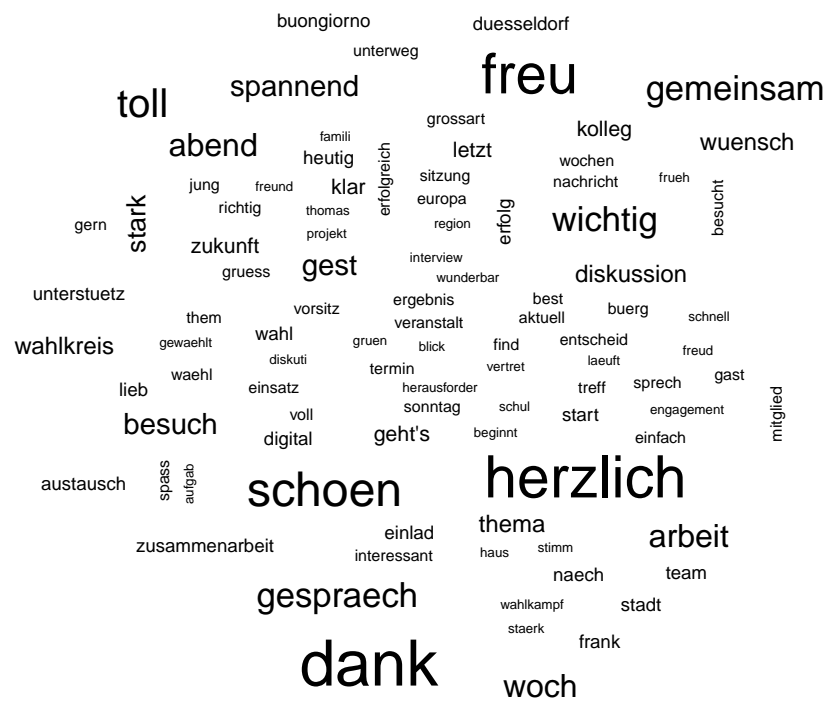 buongiorno
duesseldorf
unterweg
freu
spannend
gemeinsam
toll
grossart
kolleg
abend
famili
wuensch
letzt
heutig
wochen
erfolgreich
sitzung
frueh
nachricht
jung
freund
klar
europa
besucht
richtig
thomas
stark
gern
region
erfolg
wichtig
projekt
zukunft
interview
gest
gruess
wunderbar
diskussion
unterstuetz
ergebnis
best
vorsitz
buerg
them
veranstalt
aktuell
schnell
wahl
wahlkreis
gewaehlt
gruen
blick
find
entscheid
freud
diskuti
laeuft
waehl
termin
vertret
gast
lieb
einsatz
herausforder
treff
sprech
sonntag
schul
engagement
voll
start
mitglied
besuch
digital
geht's
beginnt
einfach
austausch
spass
aufgab
schoen
herzlich
thema
einlad
arbeit
zusammenarbeit
interessant
haus
stimm
naech
team
gespraech
wahlkampf
stadt
staerk
frank
dank
woch